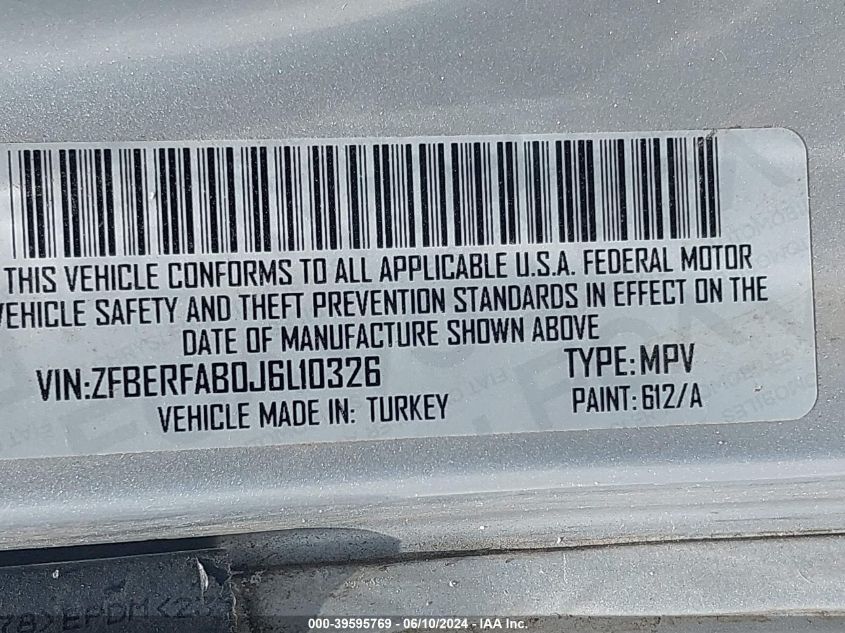 THIS VEHICLE CONFORMS TO ALL APPLICABLE U.S.A. FEDERAL MOTOR
VEHICLE SAFETY AND THEFT PREVENTION STANDARDS IN EFFECT ON THE
DATE OF MANUFACTURE SHOWN ABOVE
VIN:ZFBERFAB0J6L10326 TYPE:MPV
VEHICLE MADE IN: TURKEY PAINT: 612/A
>EPDM<
000-39595769 - 06/10/2024 - IAA Inc.